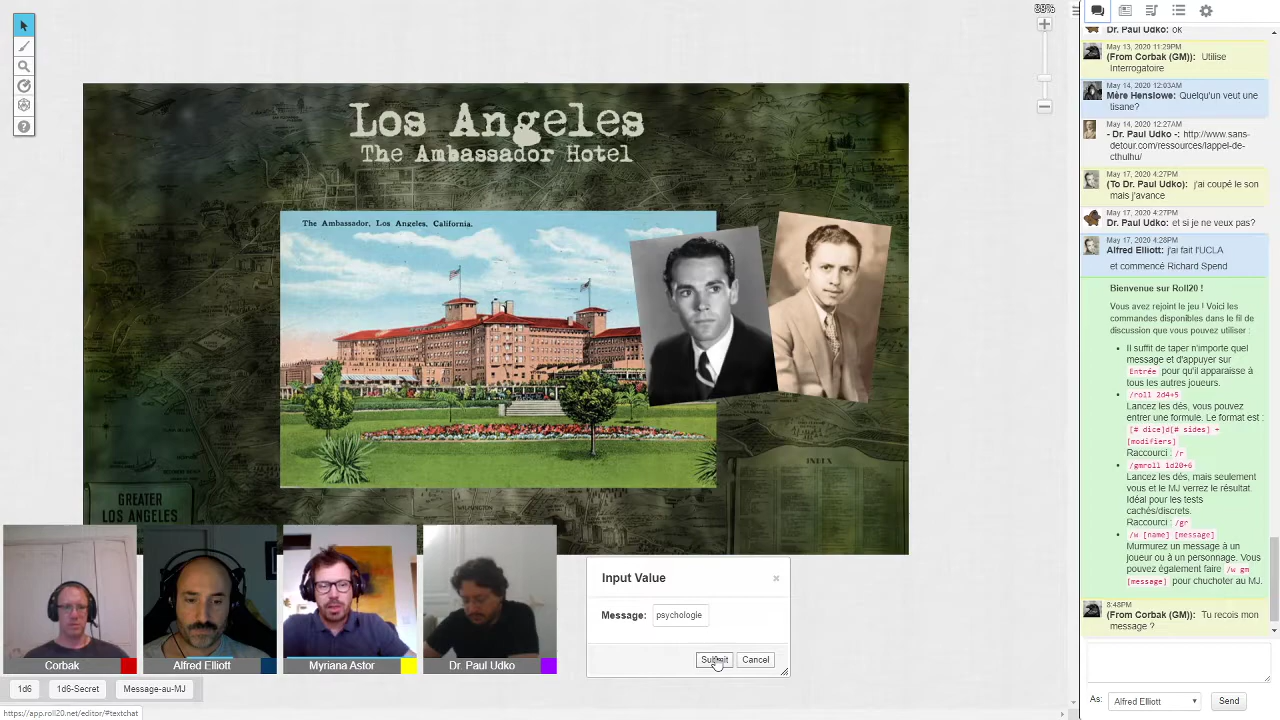 88%
Los Angeles
The Ambassador Hotel
The Ambassador, Los Angeles, California.
INDEX
GREATER
LOS ANGELES
Corbak
Alfred Elliott
Myriana Astor
Dr. Paul Udko
Input Value
×
Message: psychologie
Submit Cancel
1d6
1d6-Secret
Message-au-MJ
https://app.roll20.net/editor/#textchat
Dr. Paul Udko: ok
May 13, 2020 11:29PM
(From Corbak (GM)): Utilise
Interrogatoire
May 14, 2020 12:03AM
Mère Henslowe: Quelqu'un veut une
tisane?
May 14, 2020 12:27AM
- Dr. Paul Udko -: http://www.sans-
detour.com/ressources/lappel-de-
cthulhu/
May 17, 2020 4:27PM
(To Dr. Paul Udko): j'ai coupé le son
mais j'avance
May 17, 2020 4:27PM
Dr. Paul Udko: et si je ne veux pas?
May 17, 2020 4:28PM
Alfred Elliott: j'ai fait l'UCLA
et commencé Richard Spend
Bienvenue sur Roll20 !
Vous avez rejoint le jeu ! Voici les
commandes disponibles dans le fil de
discussion que vous pouvez utiliser :
Il suffit de taper n'importe quel
message et d'appuyer sur
Entrée pour qu'il apparaisse à
tous les autres joueurs.
/roll 2d4+5
Lancez les dés, vous pouvez
entrer une formule. Le format est :
[# dice]d[# sides] +
[modifiers]
Raccourci : /r
/gmroll 1d20+6
Lancez les dés, mais seulement
vous et le MJ verrez le résultat.
Idéal pour les tests
cachés/discrets.
Raccourci : /gr
/w [name] [message]
Murmurez un message à un
joueur ou à un personnage. Vous
pouvez également faire /w gm
[message] pour chuchoter au MJ.
8:48PM
(From Corbak (GM)): Tu recois mon
message ?
As: Alfred Elliott
Send